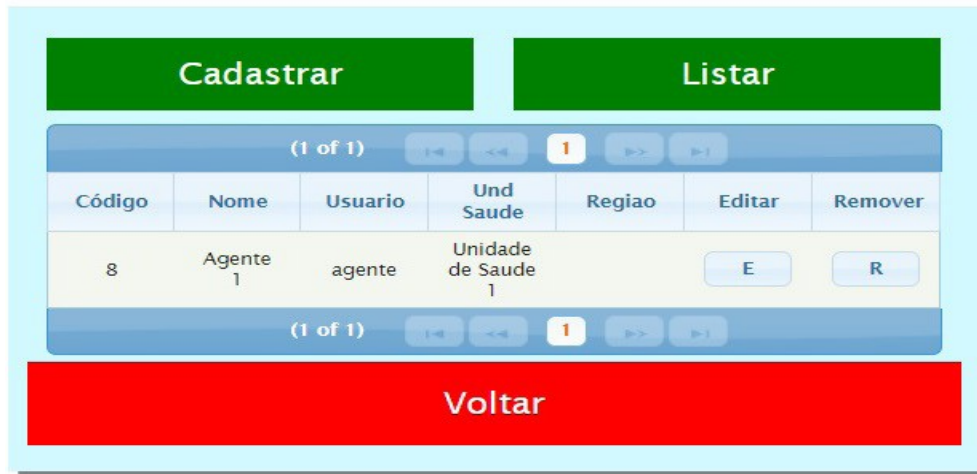 Cadastrar Listar
(1 of 1) 1
Código Nome Usuario Und Saude Regiao Editar Remover
8 Agente 1 agente Unidade de Saude 1 E R
(1 of 1) 1
Voltar